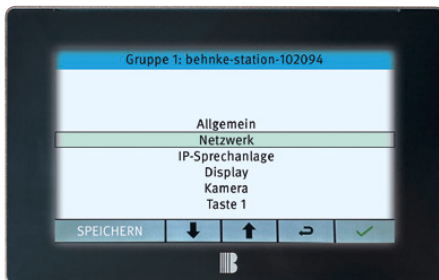 Gruppe 1: behnke-station-102094
Allgemein
Netzwerk
IP-Sprechanlage
Display
Kamera
Taste 1
SPEICHERN